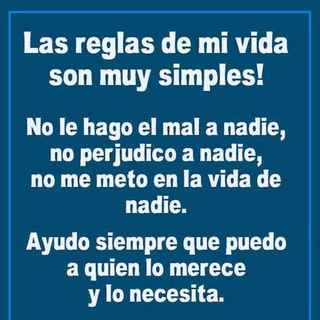 Las reglas de mi vida
son muy simples!
No le hago el mal a nadie,
no perjudico a nadie,
no me meto en la vida de
nadie.
Ayudo siempre que puedo
a quien lo merece
y lo necesita.